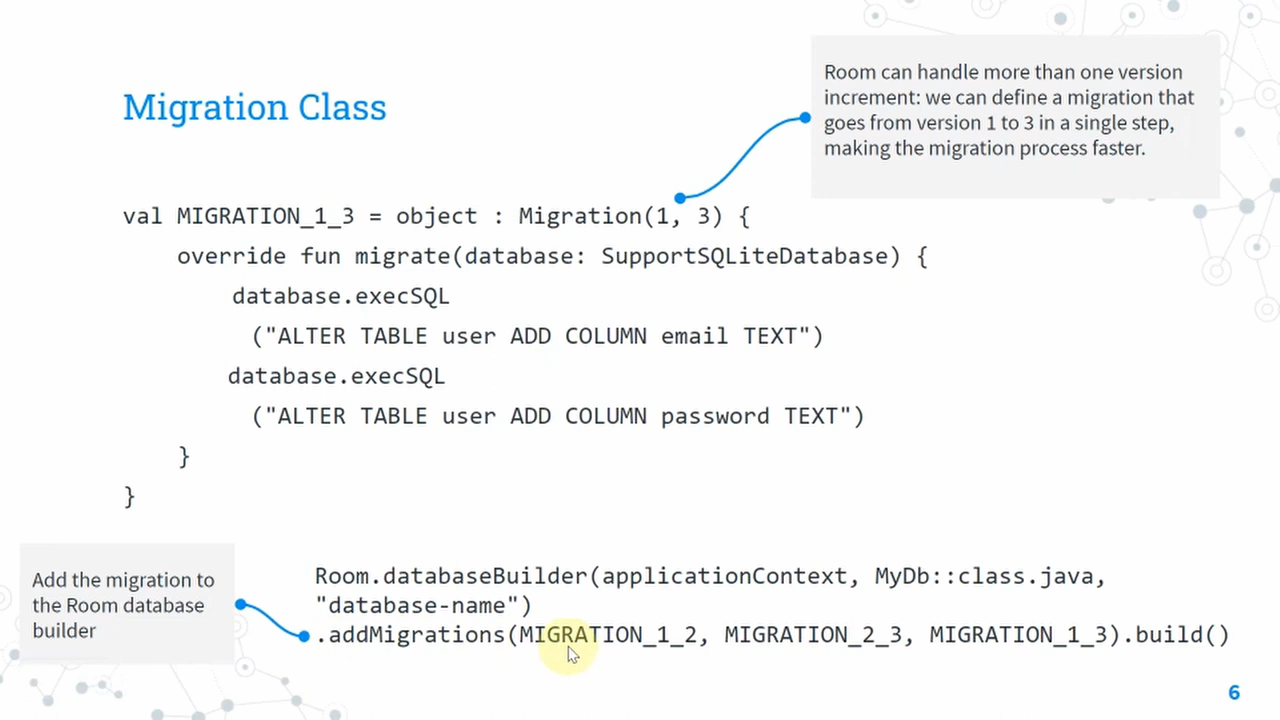 Migration Class
Room can handle more than one version
increment: we can define a migration that
goes from version 1 to 3 in a single step,
making the migration process faster.
val MIGRATION_1_3 = object : Migration(1, 3) {
override fun migrate(database: SupportSQLiteDatabase) {
database.execSQL
("ALTER TABLE user ADD COLUMN email TEXT")
database.execSQL
("ALTER TABLE user ADD COLUMN password TEXT")
}
}
Add the migration to
the Room database
builder
Room.databaseBuilder(applicationContext, MyDb::class.java,
"database-name")
.addMigrations(MIGRATION_1_2, MIGRATION_2_3, MIGRATION_1_3).build()
6